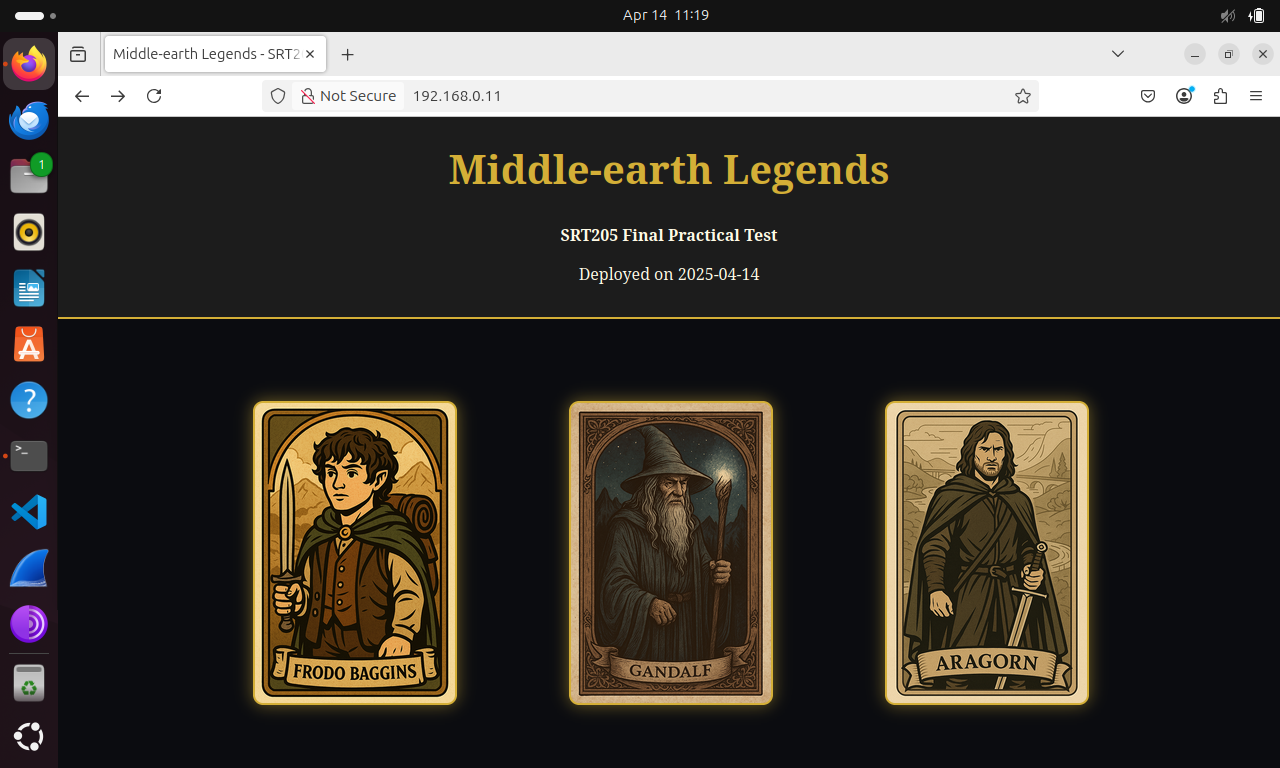 Apr 14 11:19
Middle-earth Legends - SRT2
1
Not Secure
192.168.0.11
Middle-earth Legends
SRT205 Final Practical Test
Deployed on 2025-04-14
FRODO BAGGINS
GANDALF
ARAGORN